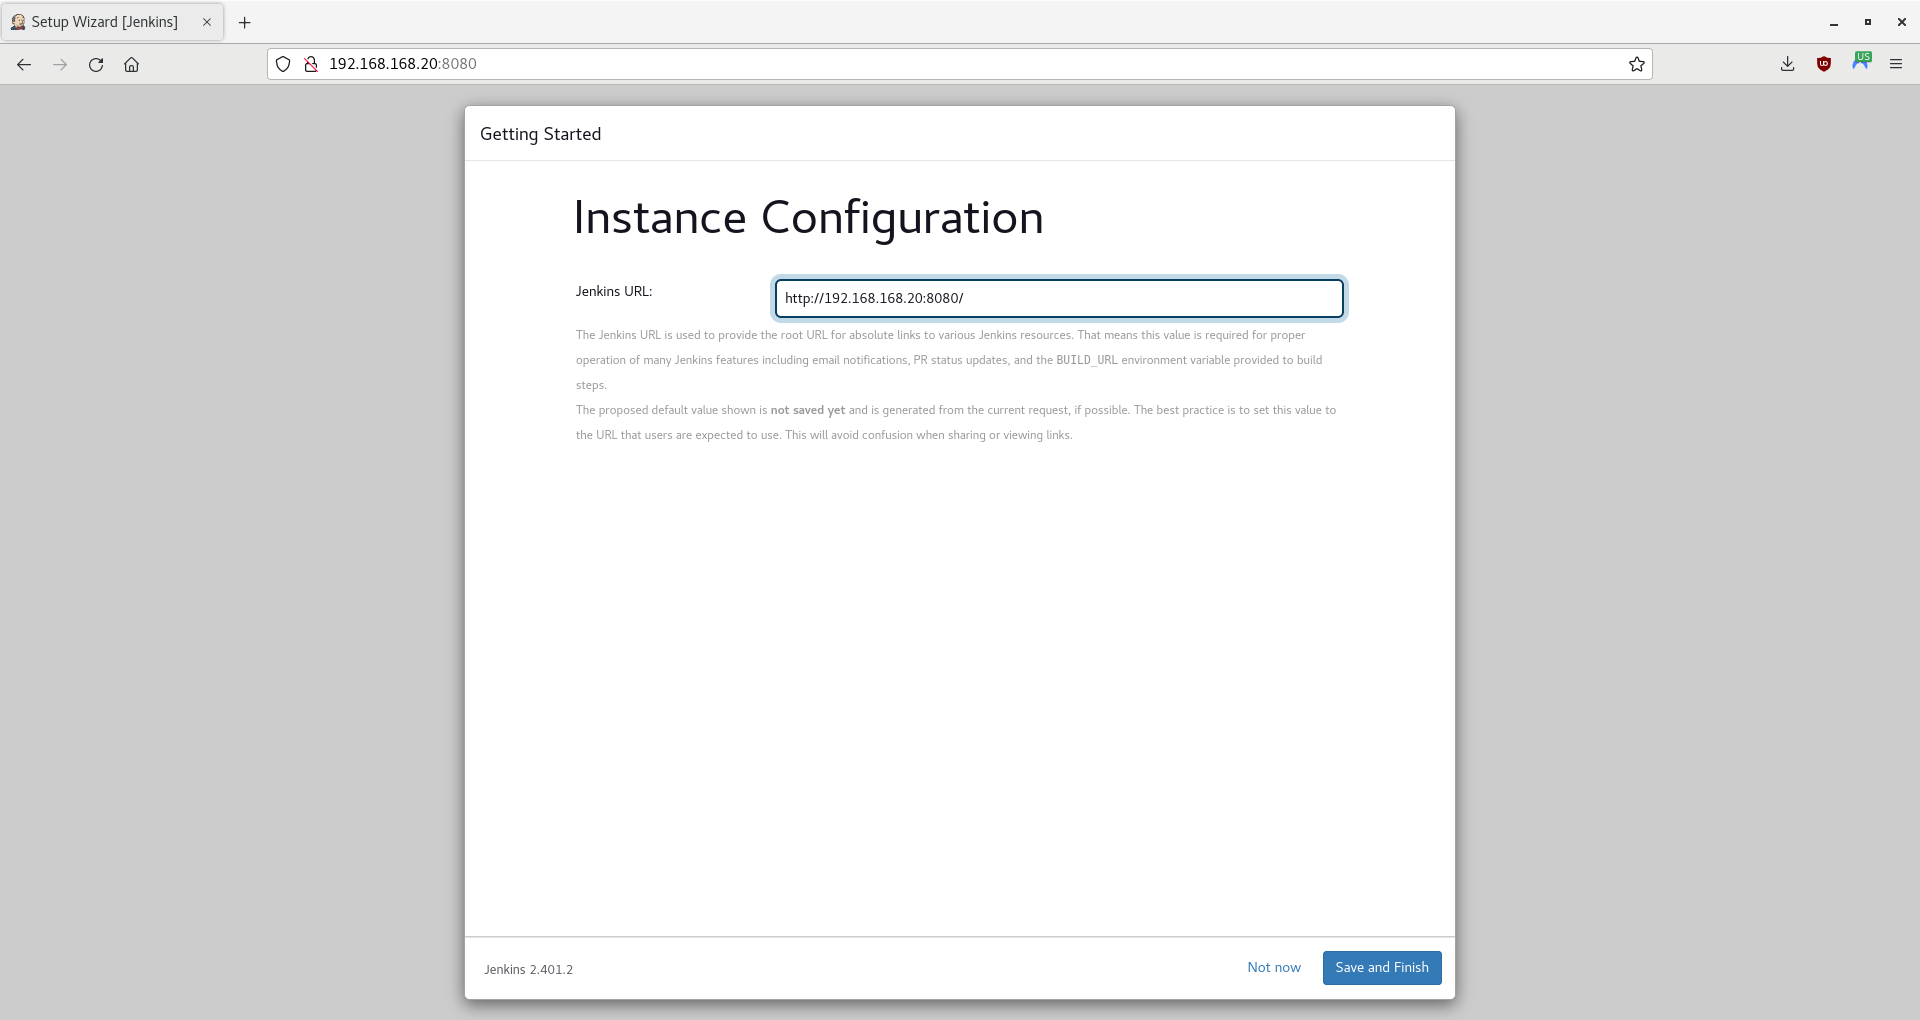 Setup Wizard [Jenkins]
192.168.168.20:8080
US
Getting Started
Instance Configuration
Jenkins URL:
http://192.168.168.20:8080/
The Jenkins URL is used to provide the root URL for absolute links to various Jenkins resources. That means this value is required for proper
operation of many Jenkins features including email notifications, PR status updates, and the BUILD_URL environment variable provided to build
steps.
The proposed default value shown is not saved yet and is generated from the current request, if possible. The best practice is to set this value to
the URL that users are expected to use. This will avoid confusion when sharing or viewing links.
Jenkins 2.401.2
Not now
Save and Finish